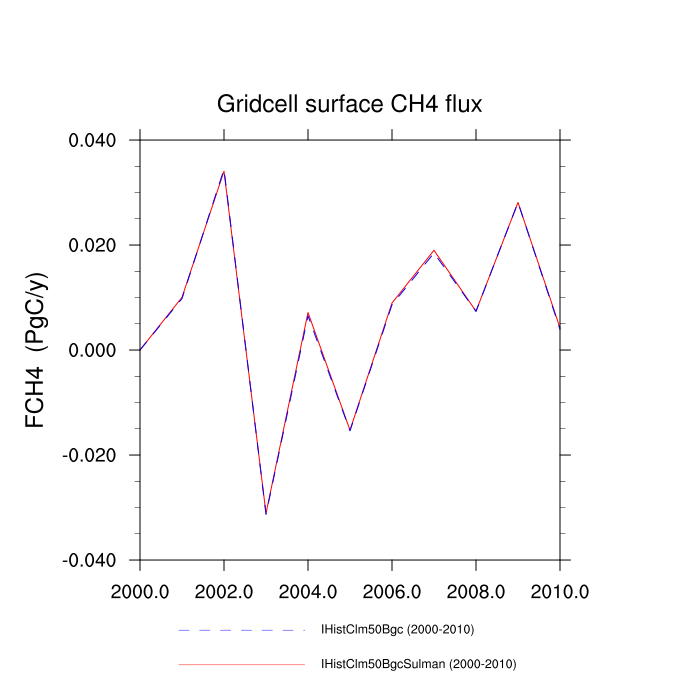 Gridcell surface CH4 flux
0.040
0.020
0.000
-0.020
-0.040
FCH4 (PgC/y)
2000.0 2002.0 2004.0 2006.0 2008.0 2010.0
IHistClm50Bgc (2000-2010)
IHistClm50BgcSulman (2000-2010)